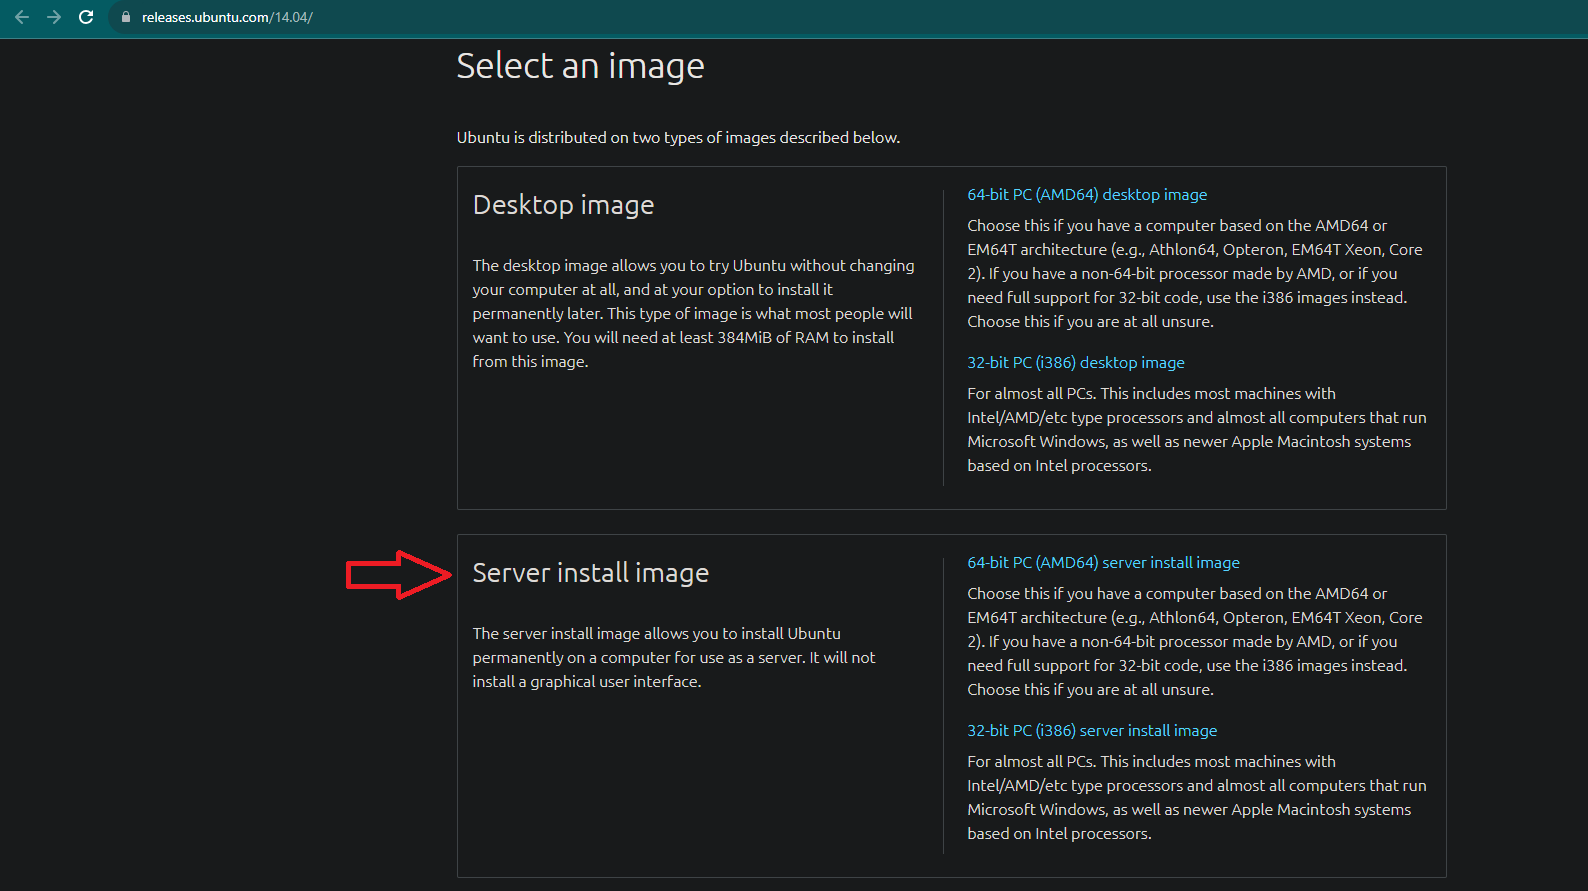 releases.ubuntu.com/14.04/
Select an image
Ubuntu is distributed on two types of images described below.
Desktop image
The desktop image allows you to try Ubuntu without changing
your computer at all, and at your option to install it
permanently later. This type of image is what most people will
want to use. You will need at least 384MiB of RAM to install
from this image.
64-bit PC (AMD64) desktop image
Choose this if you have a computer based on the AMD64 or
EM64T architecture (e.g., Athlon64, Opteron, EM64T Xeon, Core
2). If you have a non-64-bit processor made by AMD, or if you
need full support for 32-bit code, use the i386 images instead.
Choose this if you are at all unsure.
32-bit PC (i386) desktop image
For almost all PCs. This includes most machines with
Intel/AMD/etc type processors and almost all computers that run
Microsoft Windows, as well as newer Apple Macintosh systems
based on Intel processors.
Server install image
The server install image allows you to install Ubuntu
permanently on a computer for use as a server. It will not
install a graphical user interface.
64-bit PC (AMD64) server install image
Choose this if you have a computer based on the AMD64 or
EM64T architecture (e.g., Athlon64, Opteron, EM64T Xeon, Core
2). If you have a non-64-bit processor made by AMD, or if you
need full support for 32-bit code, use the i386 images instead.
Choose this if you are at all unsure.
32-bit PC (i386) server install image
For almost all PCs. This includes most machines with
Intel/AMD/etc type processors and almost all computers that run
Microsoft Windows, as well as newer Apple Macintosh systems
based on Intel processors.